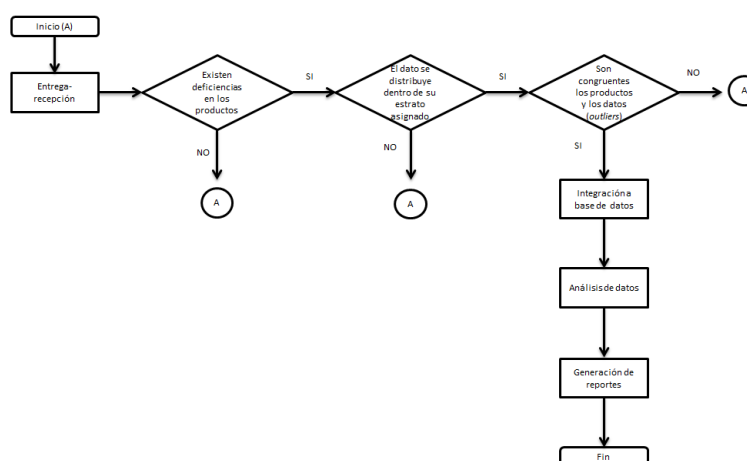 Inicio (A)
Entrega-
recepción
Existen
deficiencias
en los
productos
SI
El dato se
distribuye
dentro de su
estrato
asignado
SI
Son
congruentes
los productos
y los datos
(outliers)
NO
A
NO
A
NO
A
SI
Integración a
base de datos
Análisis de datos
Generación de
reportes
Fin